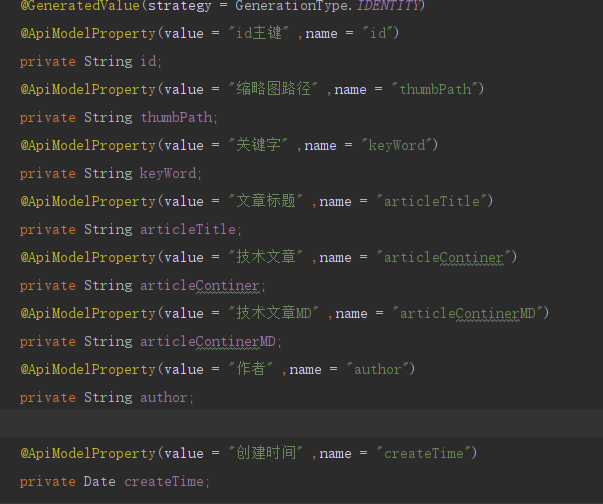 @GeneratedValue(strategy = GenerationType.IDENTITY)
@ApiModelProperty(value = "id主键" ,name = "id")
private String id;
@ApiModelProperty(value = "缩略图路径" ,name = "thumbPath")
private String thumbPath;
@ApiModelProperty(value = "关键字" ,name = "keyWord")
private String keyWord;
@ApiModelProperty(value = "文章标题" ,name = "articleTitle")
private String articleTitle;
@ApiModelProperty(value = "技术文章" ,name = "articleContiner")
private String articleContiner;
@ApiModelProperty(value = "技术文章MD" ,name = "articleContinerMD")
private String articleContinerMD;
@ApiModelProperty(value = "作者" ,name = "author")
private String author;
@ApiModelProperty(value = "创建时间" ,name = "createTime")
private Date createTime;